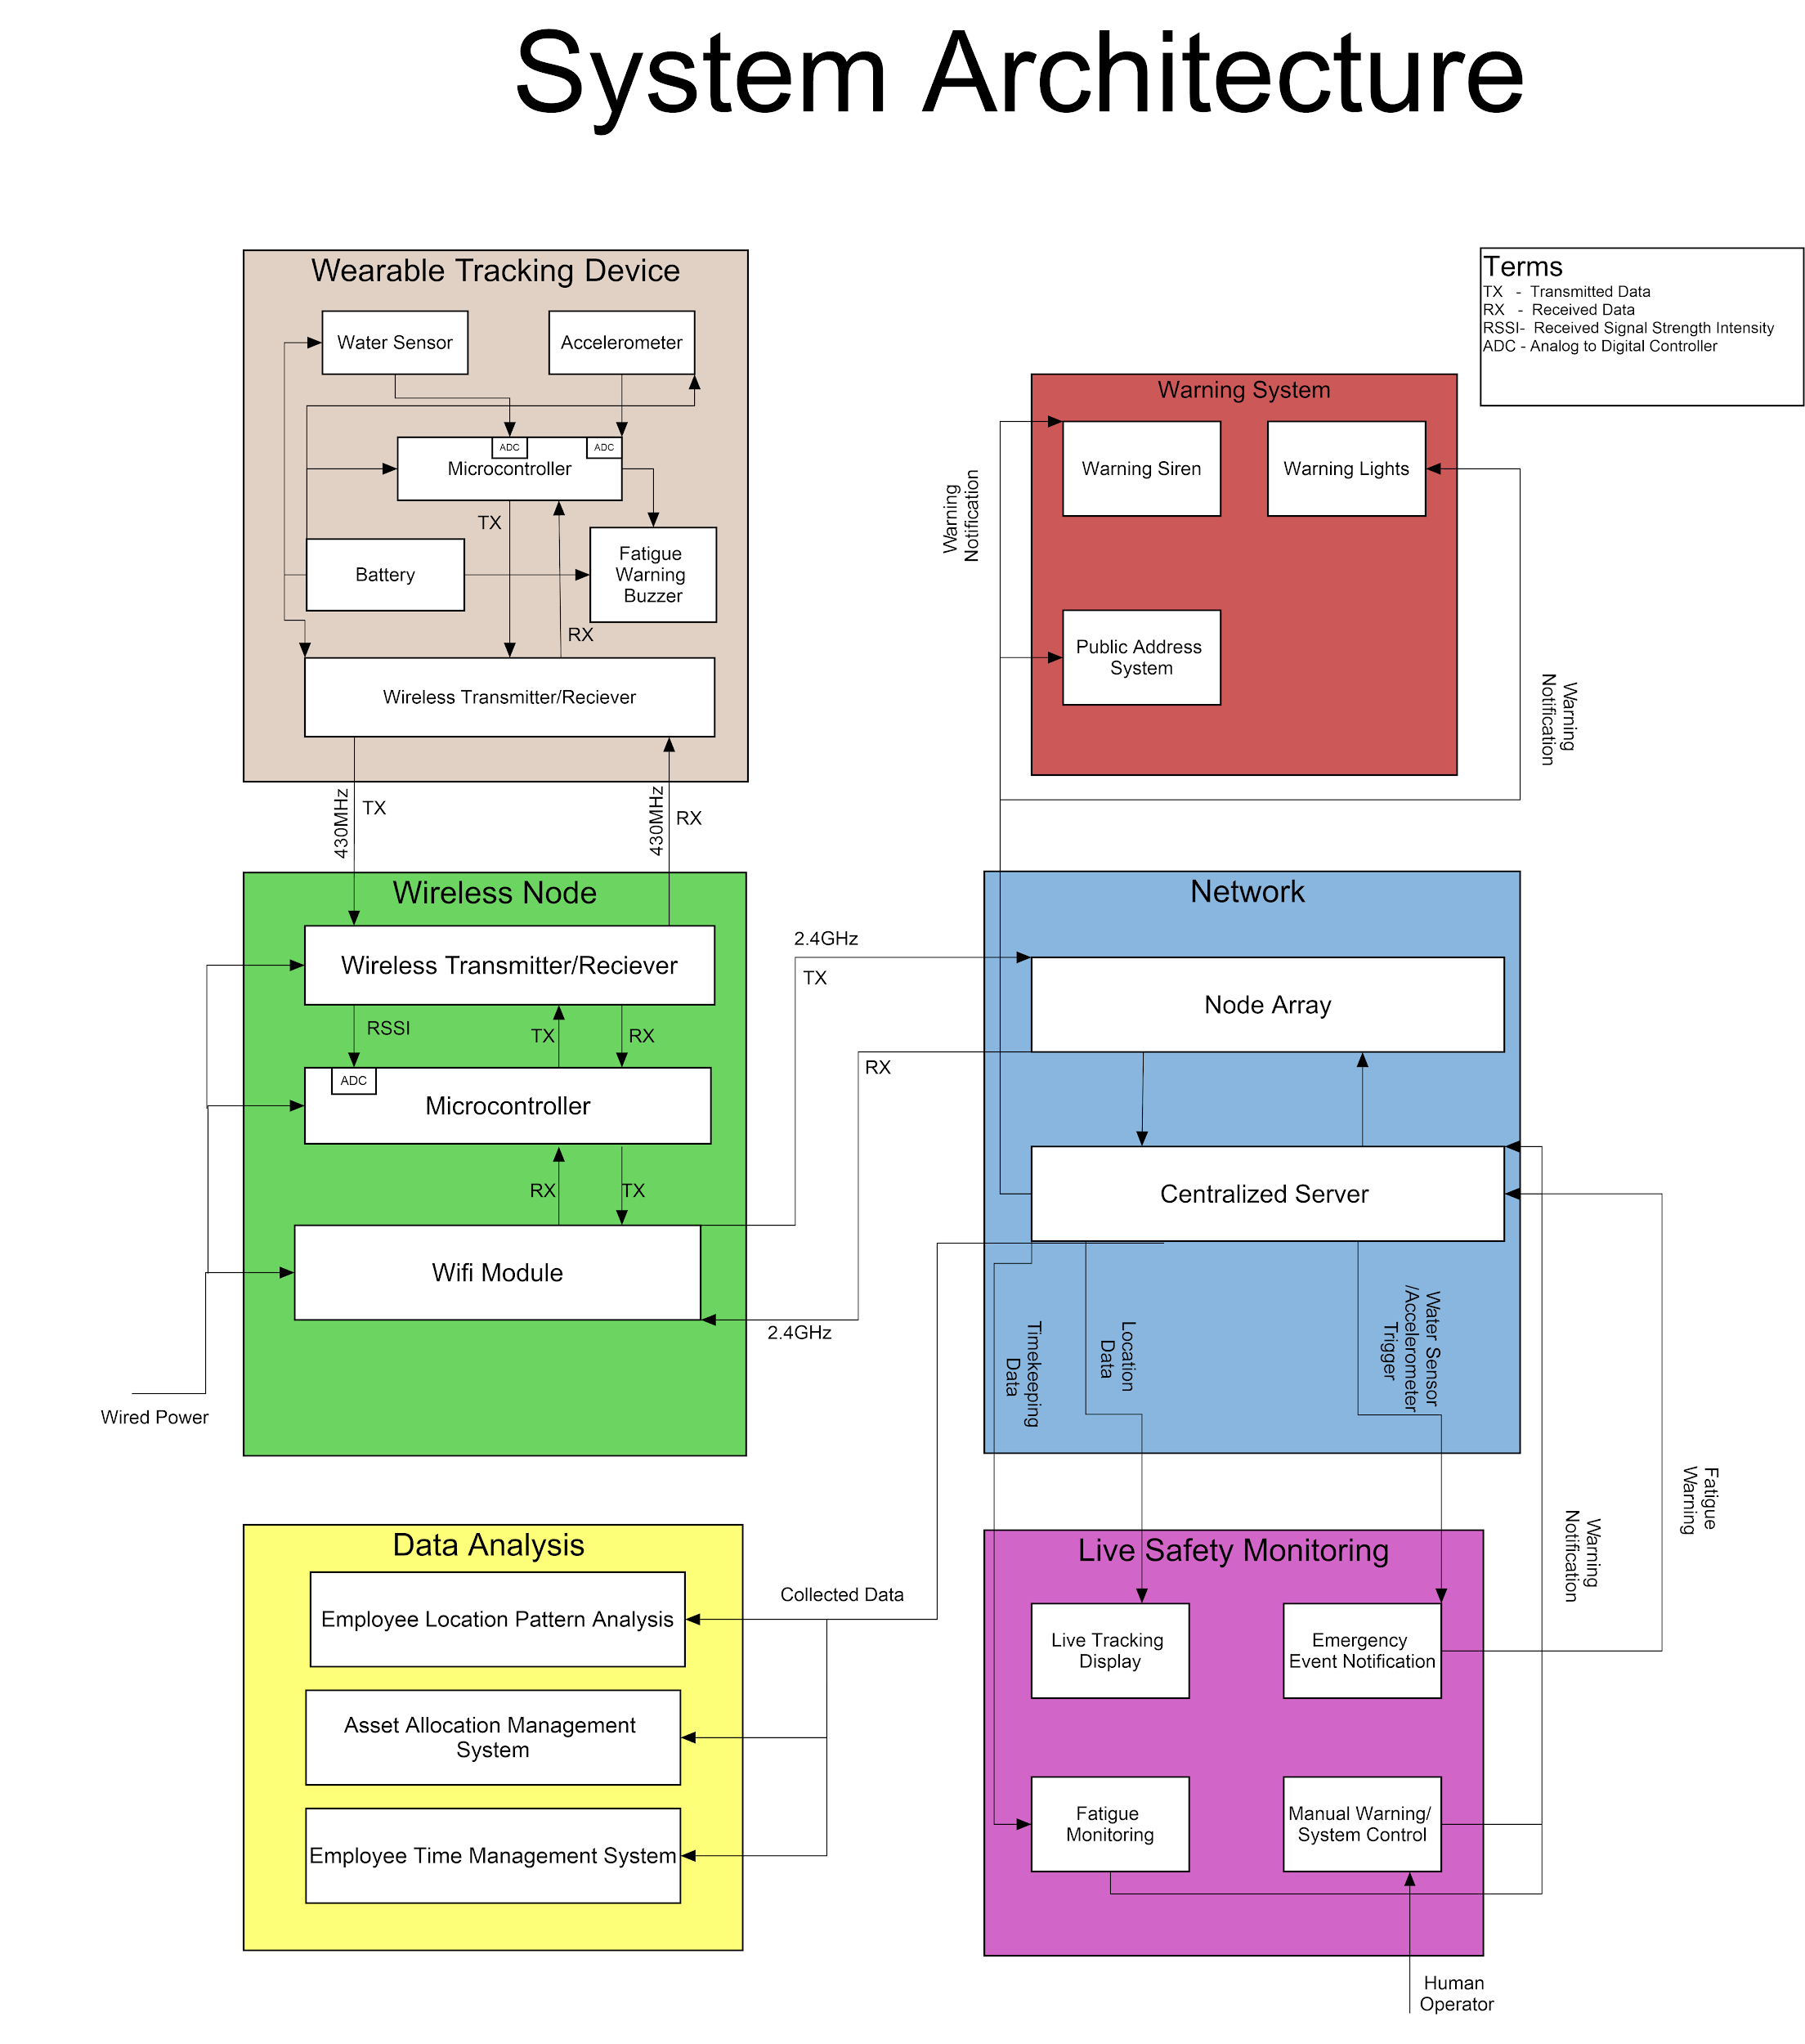 System Architecture
Wearable Tracking Device
Water Sensor
Accelerometer
ADC
ADC
Microcontroller
TX
Battery
Fatigue
Warning
Buzzer
RX
Wireless Transmitter/Reciever
430MHz
TX
430MHz
RX
Terms
TX - Transmitted Data
RX - Received Data
RSSI- Received Signal Strength Intensity
ADC - Analog to Digital Controller
Warning System
Warning Siren
Warning Lights
Warning
Notification
Public Address
System
Warning
Notification
Wireless Node
Wireless Transmitter/Reciever
RSSI
TX
RX
ADC
Microcontroller
RX
TX
Wifi Module
Wired Power
2.4GHz
TX
RX
2.4GHz
Network
Node Array
Centralized Server
Timekeeping
Data
Location
Data
Water Sensor
/Accelerometer
Trigger
Fatigue
Warning
Warning
Notification
Data Analysis
Employee Location Pattern Analysis
Asset Allocation Management
System
Employee Time Management System
Collected Data
Live Safety Monitoring
Live Tracking
Display
Emergency
Event Notification
Fatigue
Monitoring
Manual Warning/
System Control
Human
Operator